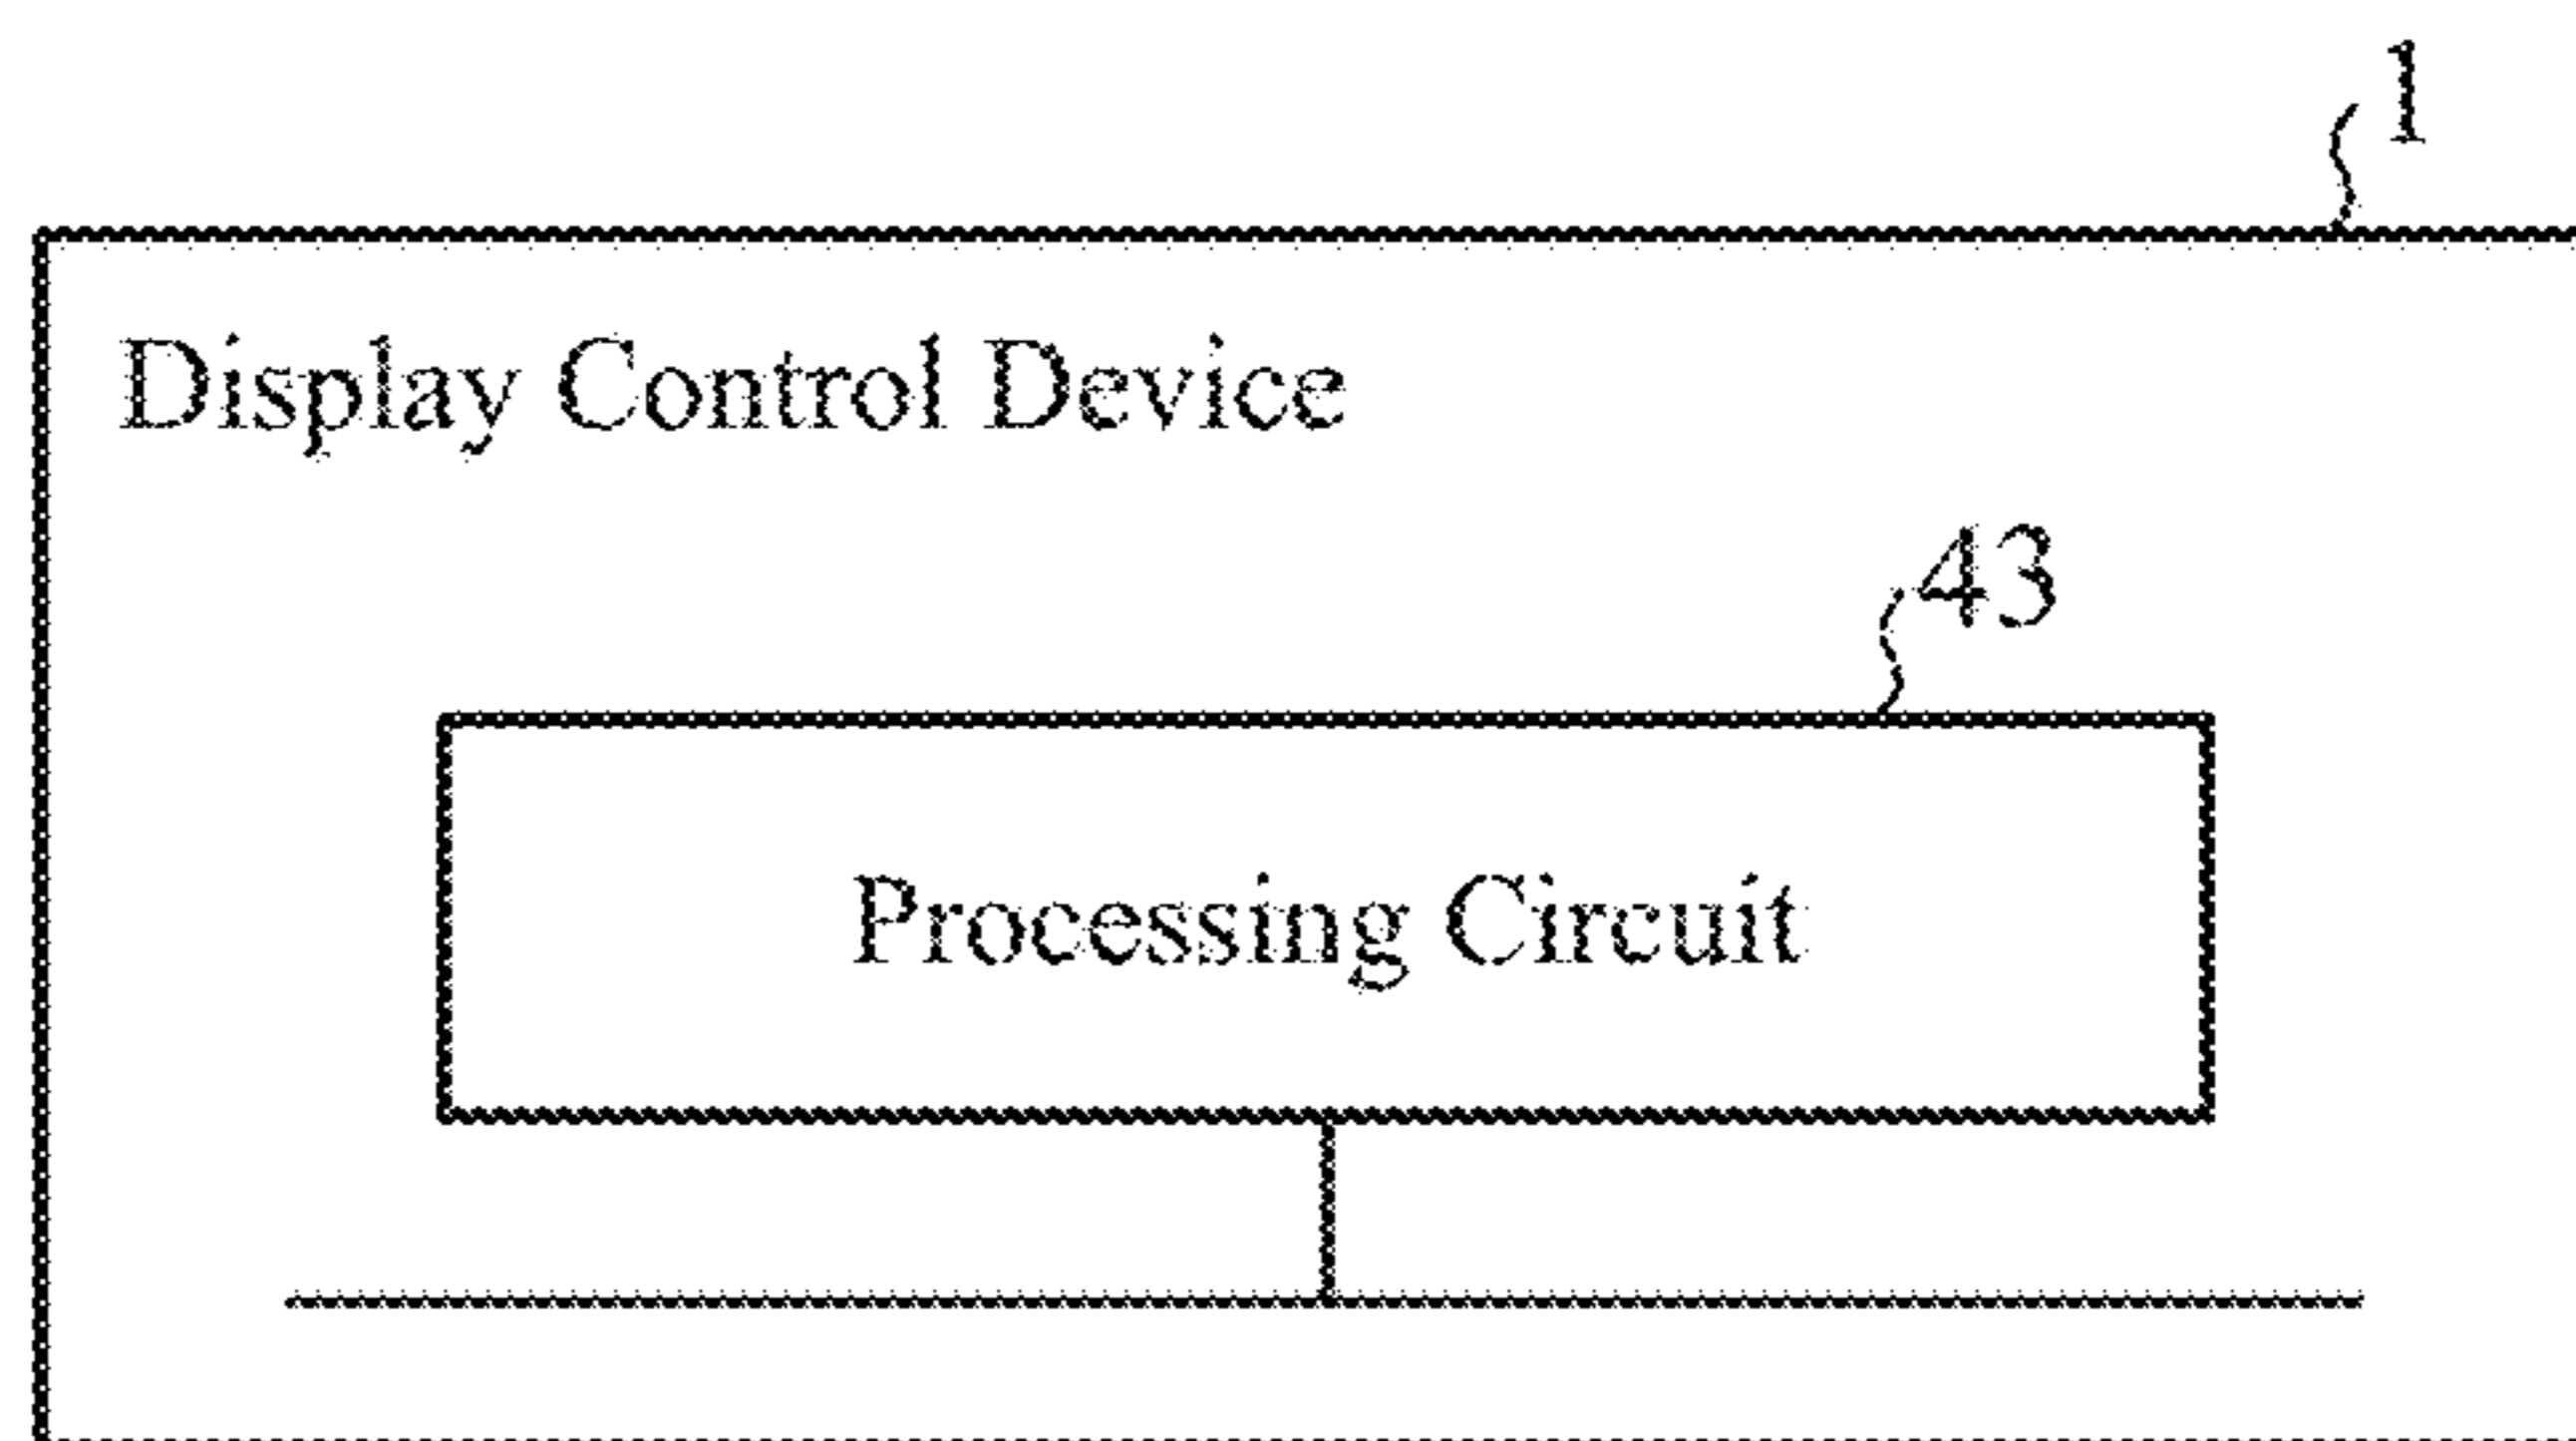 1
Display Control Device
43
Processing Circuit